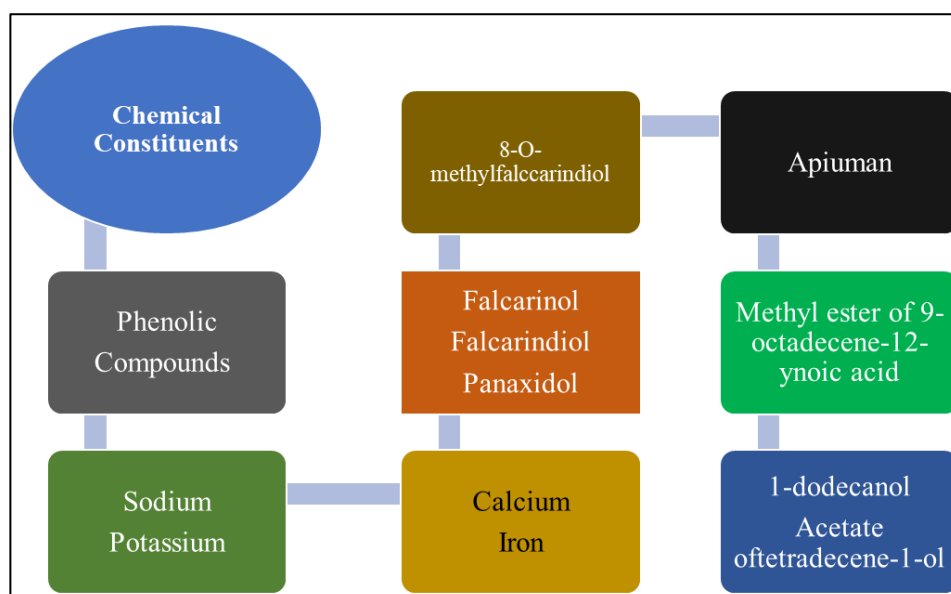 Chemical
Constituents
Phenolic
Compounds
Sodium
Potassium
Calcium
Iron
Falcarinol
Falcarindiol
Panaxidol
8-O-
methylfalccarindiol
Apiuman
Methyl ester of 9-
octadecene-12-
ynoic acid
1-dodecanol
Acetate
oftetradecene-1-ol